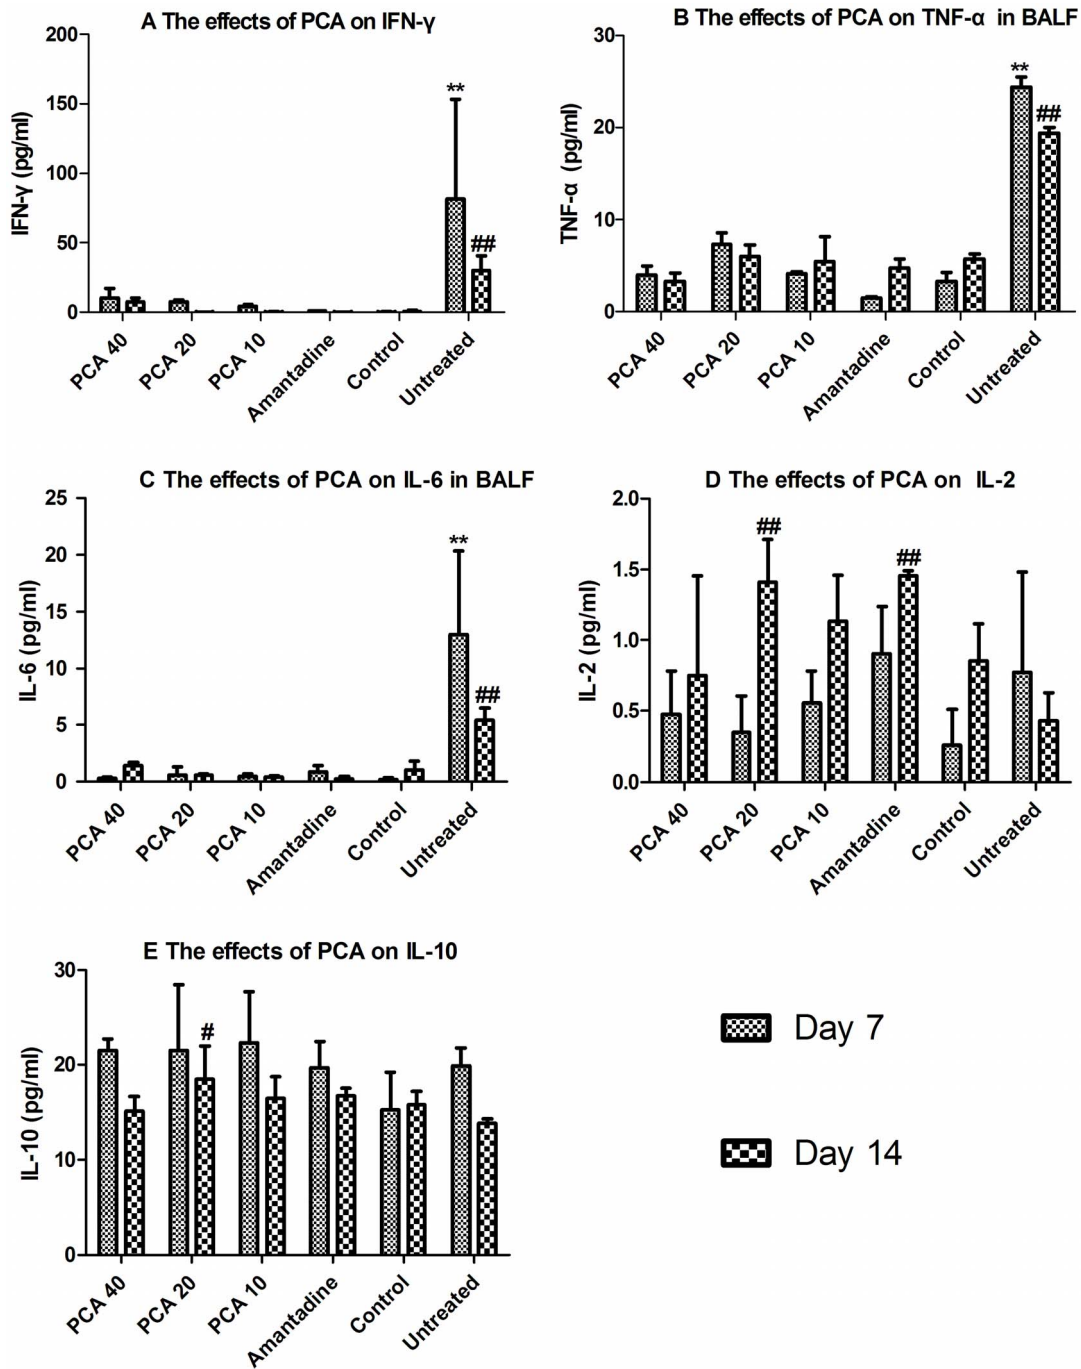 A The effects of PCA on IFN-γ
IFN-γ (pg/ml)
200
150
100
50
0
**
##
PCA 40
PCA 20
PCA 10
Amantadine
Control
Untreated
B The effects of PCA on TNF-α in BALF
TNF-α (pg/ml)
30
20
10
0
**
##
PCA 40
PCA 20
PCA 10
Amantadine
Control
Untreated
C The effects of PCA on IL-6 in BALF
IL-6 (pg/ml)
25
20
15
10
5
0
**
##
PCA 40
PCA 20
PCA 10
Amantadine
Control
Untreated
D The effects of PCA on IL-2
IL-2 (pg/ml)
2.0
1.5
1.0
0.5
0.0
##
##
PCA 40
PCA 20
PCA 10
Amantadine
Control
Untreated
E The effects of PCA on IL-10
IL-10 (pg/ml)
30
20
10
0
#
PCA 40
PCA 20
PCA 10
Amantadine
Control
Untreated
Day 7
Day 14